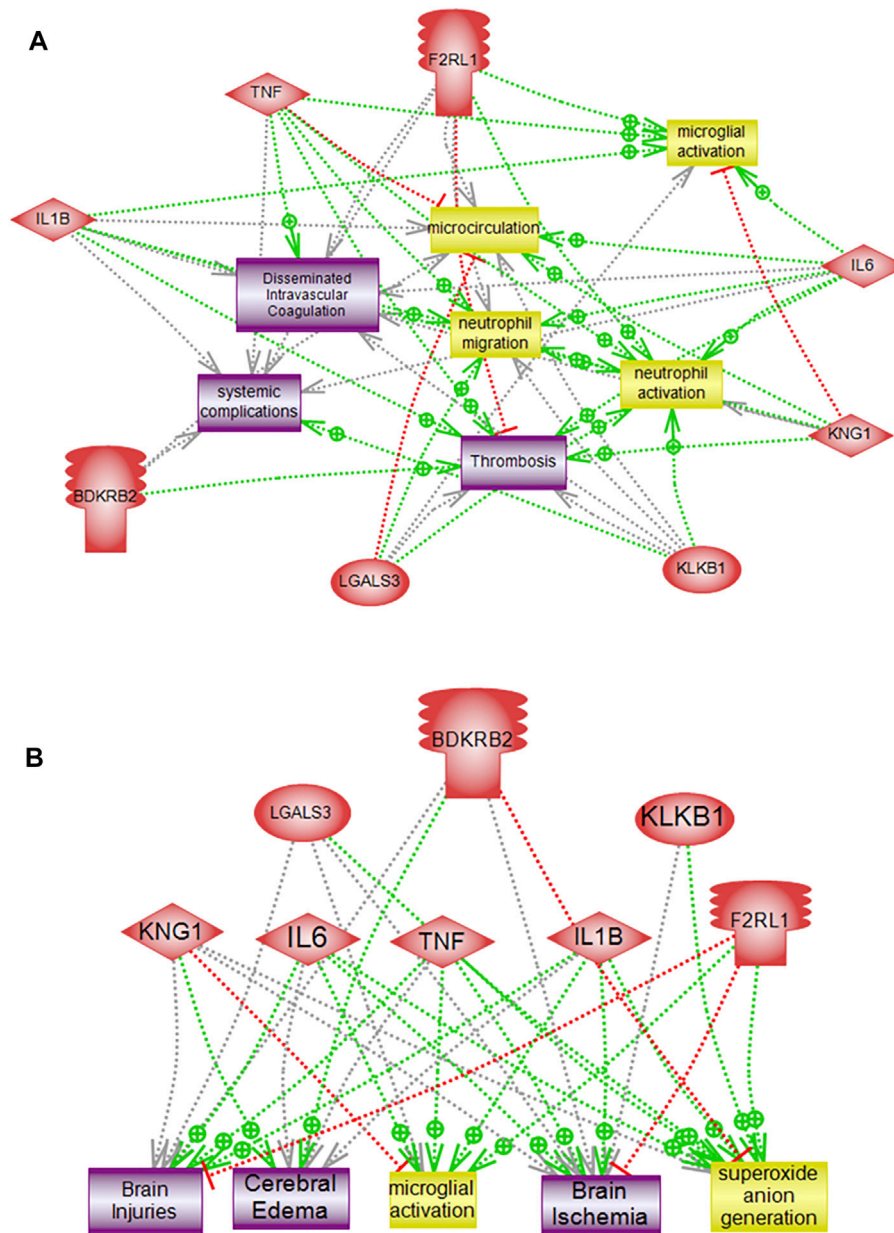 A
F2RL1
TNF
microglial
activation
IL1B
microcirculation
IL6
Disseminated
Intravascular
Coagulation
neutrophil
migration
neutrophil
activation
systemic
complications
KNG1
Thrombosis
BDKRB2
LGALS3
KLKB1
B
BDKRB2
LGALS3
KLKB1
F2RL1
KNG1
IL6
TNF
IL1B
Brain
Injuries
Cerebral
Edema
microglial
activation
Brain
Ischemia
superoxide
anion
generation